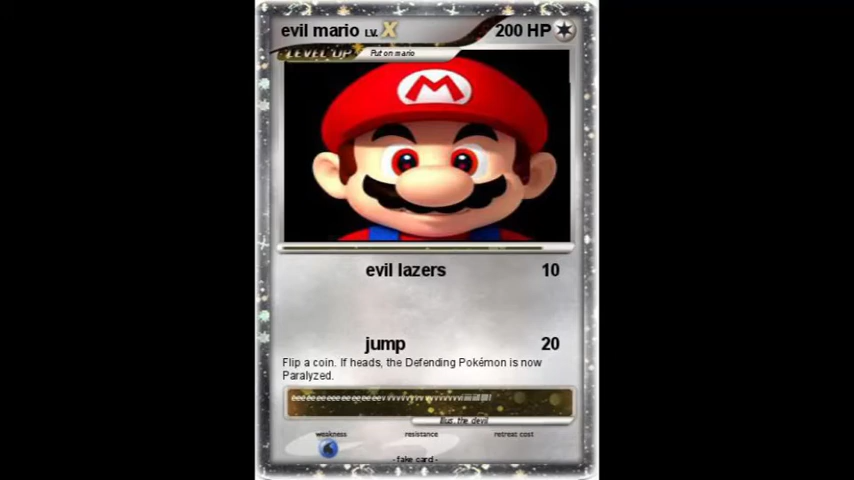 evil mario LV.X 200 HP
LEVEL UP Put on mario
M
evil lazers 10
jump 20
Flip a coin. If heads, the Defending Pokémon is now
Paralyzed.
Illus. the devil
weakness resistance retreat cost
- fake card -